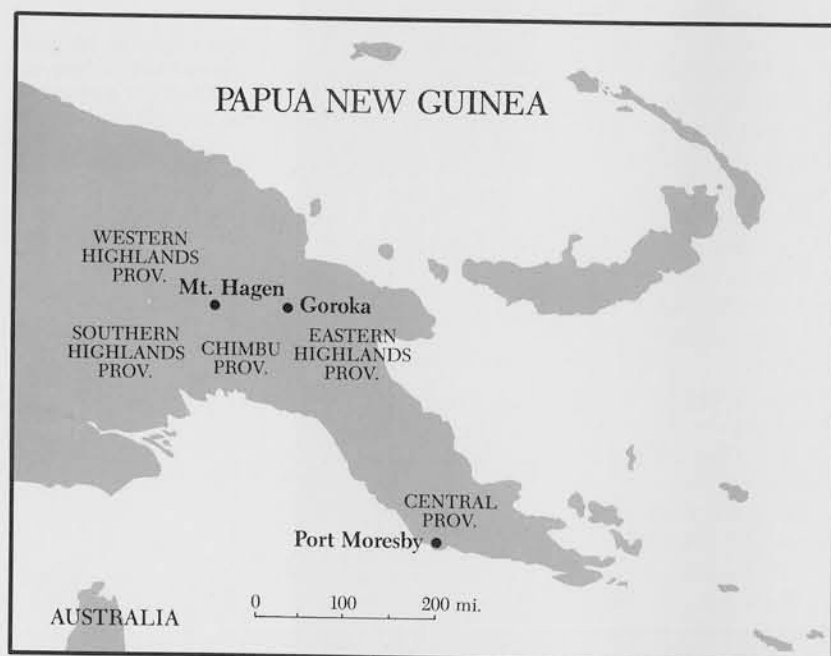 PAPUA NEW GUINEA
WESTERN
HIGHLANDS
PROV.
Mt. Hagen
Goroka
SOUTHERN
HIGHLANDS
PROV.
CHIMBU
PROV.
EASTERN
HIGHLANDS
PROV.
CENTRAL
PROV.
Port Moresby
AUSTRALIA
0 100 200 mi.